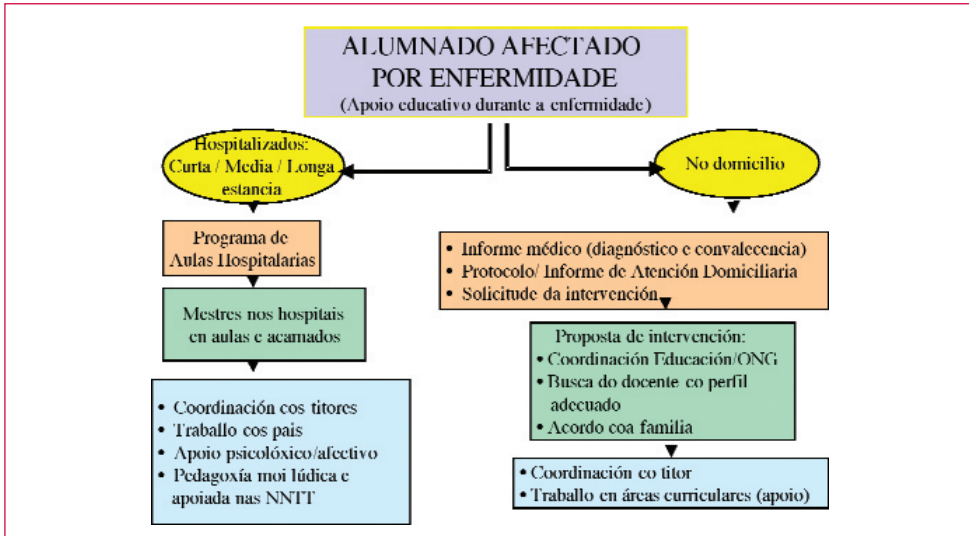 ALUMNADO AFECTADO
POR ENFERMIDADE
(Apoio educativo durante a enfermidade)
Hospitalizados:
Curta / Media / Longa
estancia
Programa de
Aulas Hospitalarias
Mestres nos hospitais
en aulas e acamados
• Coordinación cos titores
• Traballo cos pais
• Apoio psicolóxico/afectivo
• Pedagoxía moi lúdica e
apoiada nas NNTT
No domicilio
• Informe médico (diagnóstico e convalecencia)
• Protocolo/ Informe de Atención Domiciliaria
• Solicitude da intervención
Proposta de intervención:
• Coordinación Educación/ONG
• Busca do docente co perfil
adecuado
• Acordo coa familia
• Coordinación co titor
• Traballo en áreas curriculares (apoio)